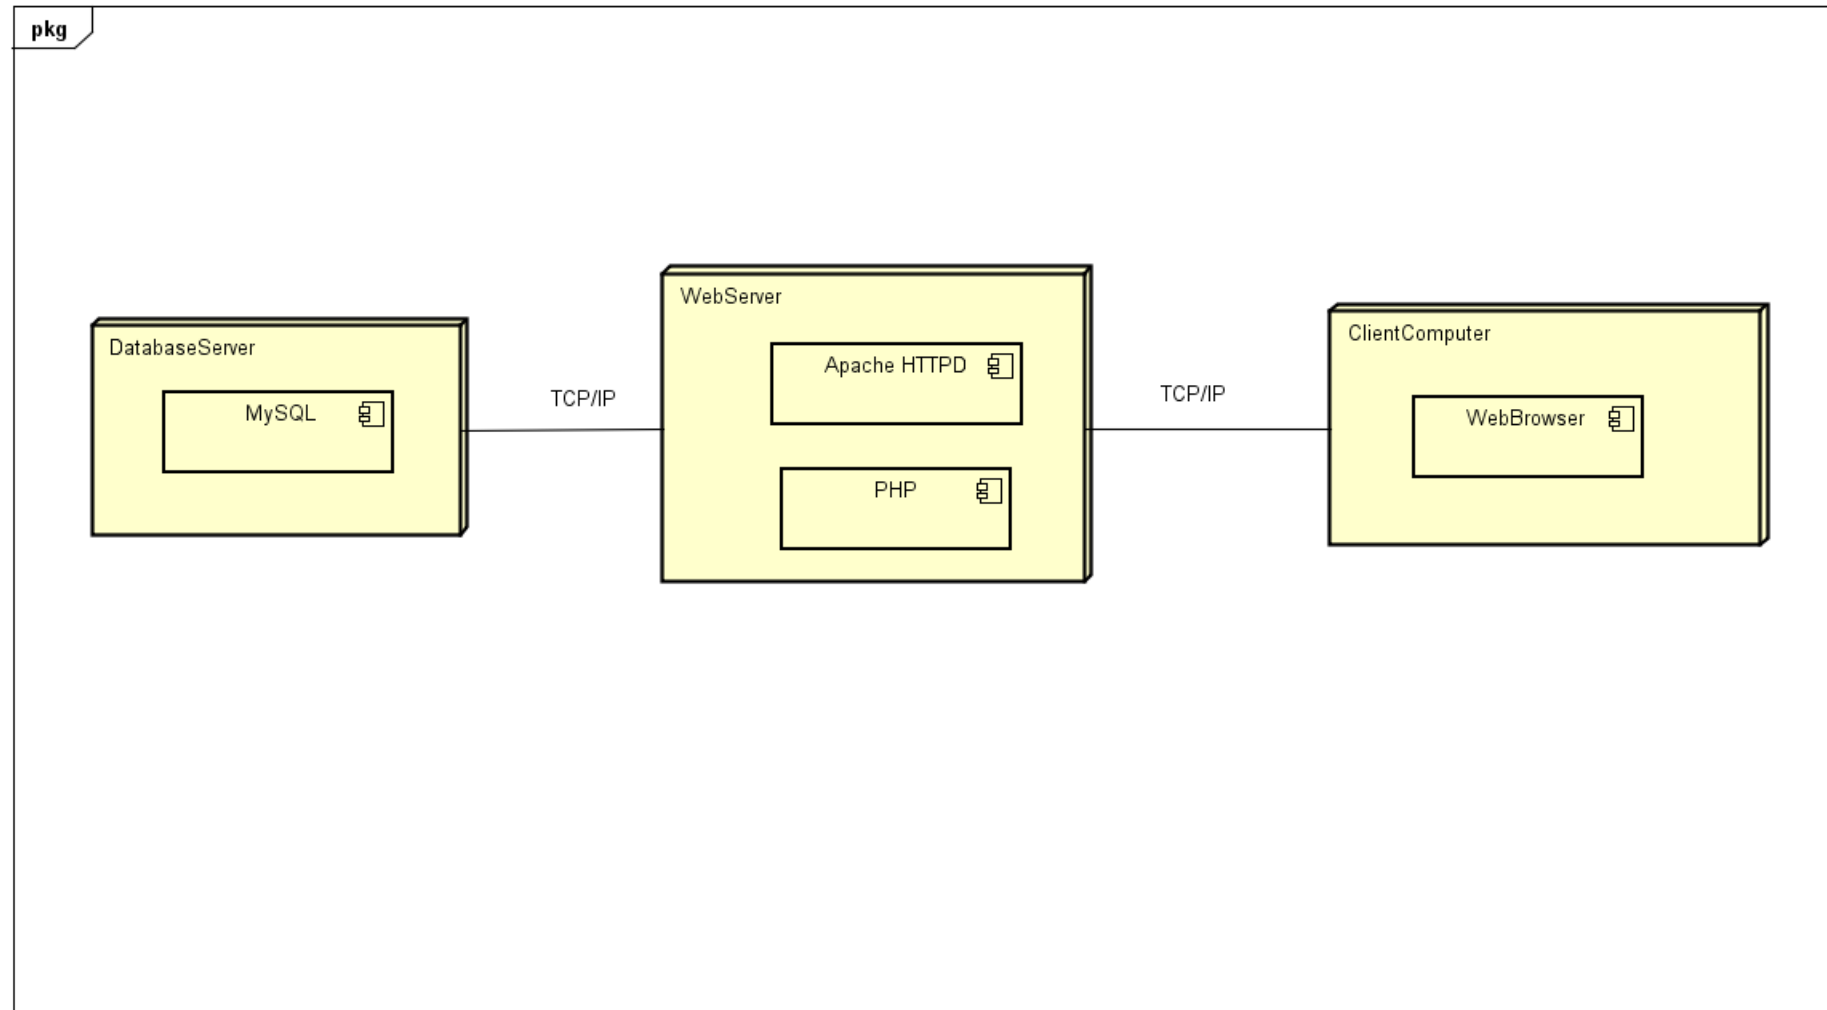 pkg
DatabaseServer
MySQL
TCP/IP
WebServer
Apache HTTPD
PHP
TCP/IP
ClientComputer
WebBrowser